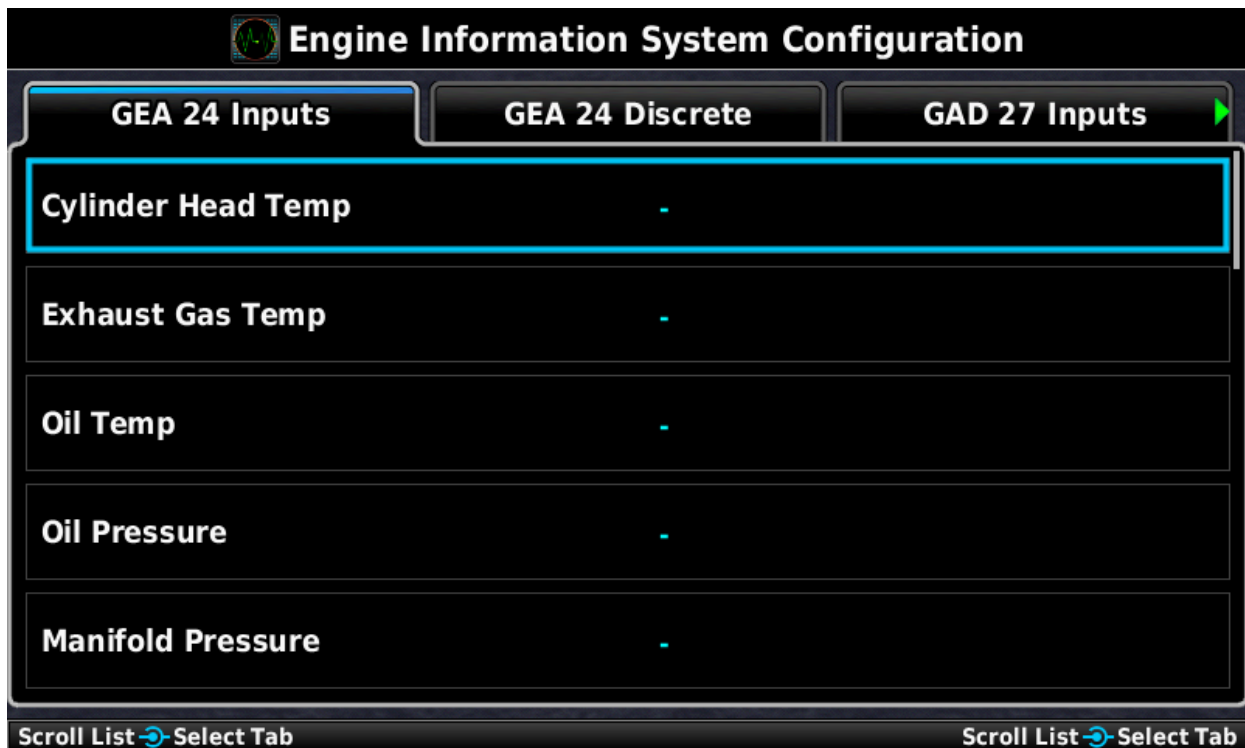 Engine Information System Configuration
GEA 24 Inputs GEA 24 Discrete GAD 27 Inputs
Cylinder Head Temp -
Exhaust Gas Temp -
Oil Temp -
Oil Pressure -
Manifold Pressure -
Scroll List Select Tab Scroll List Select Tab